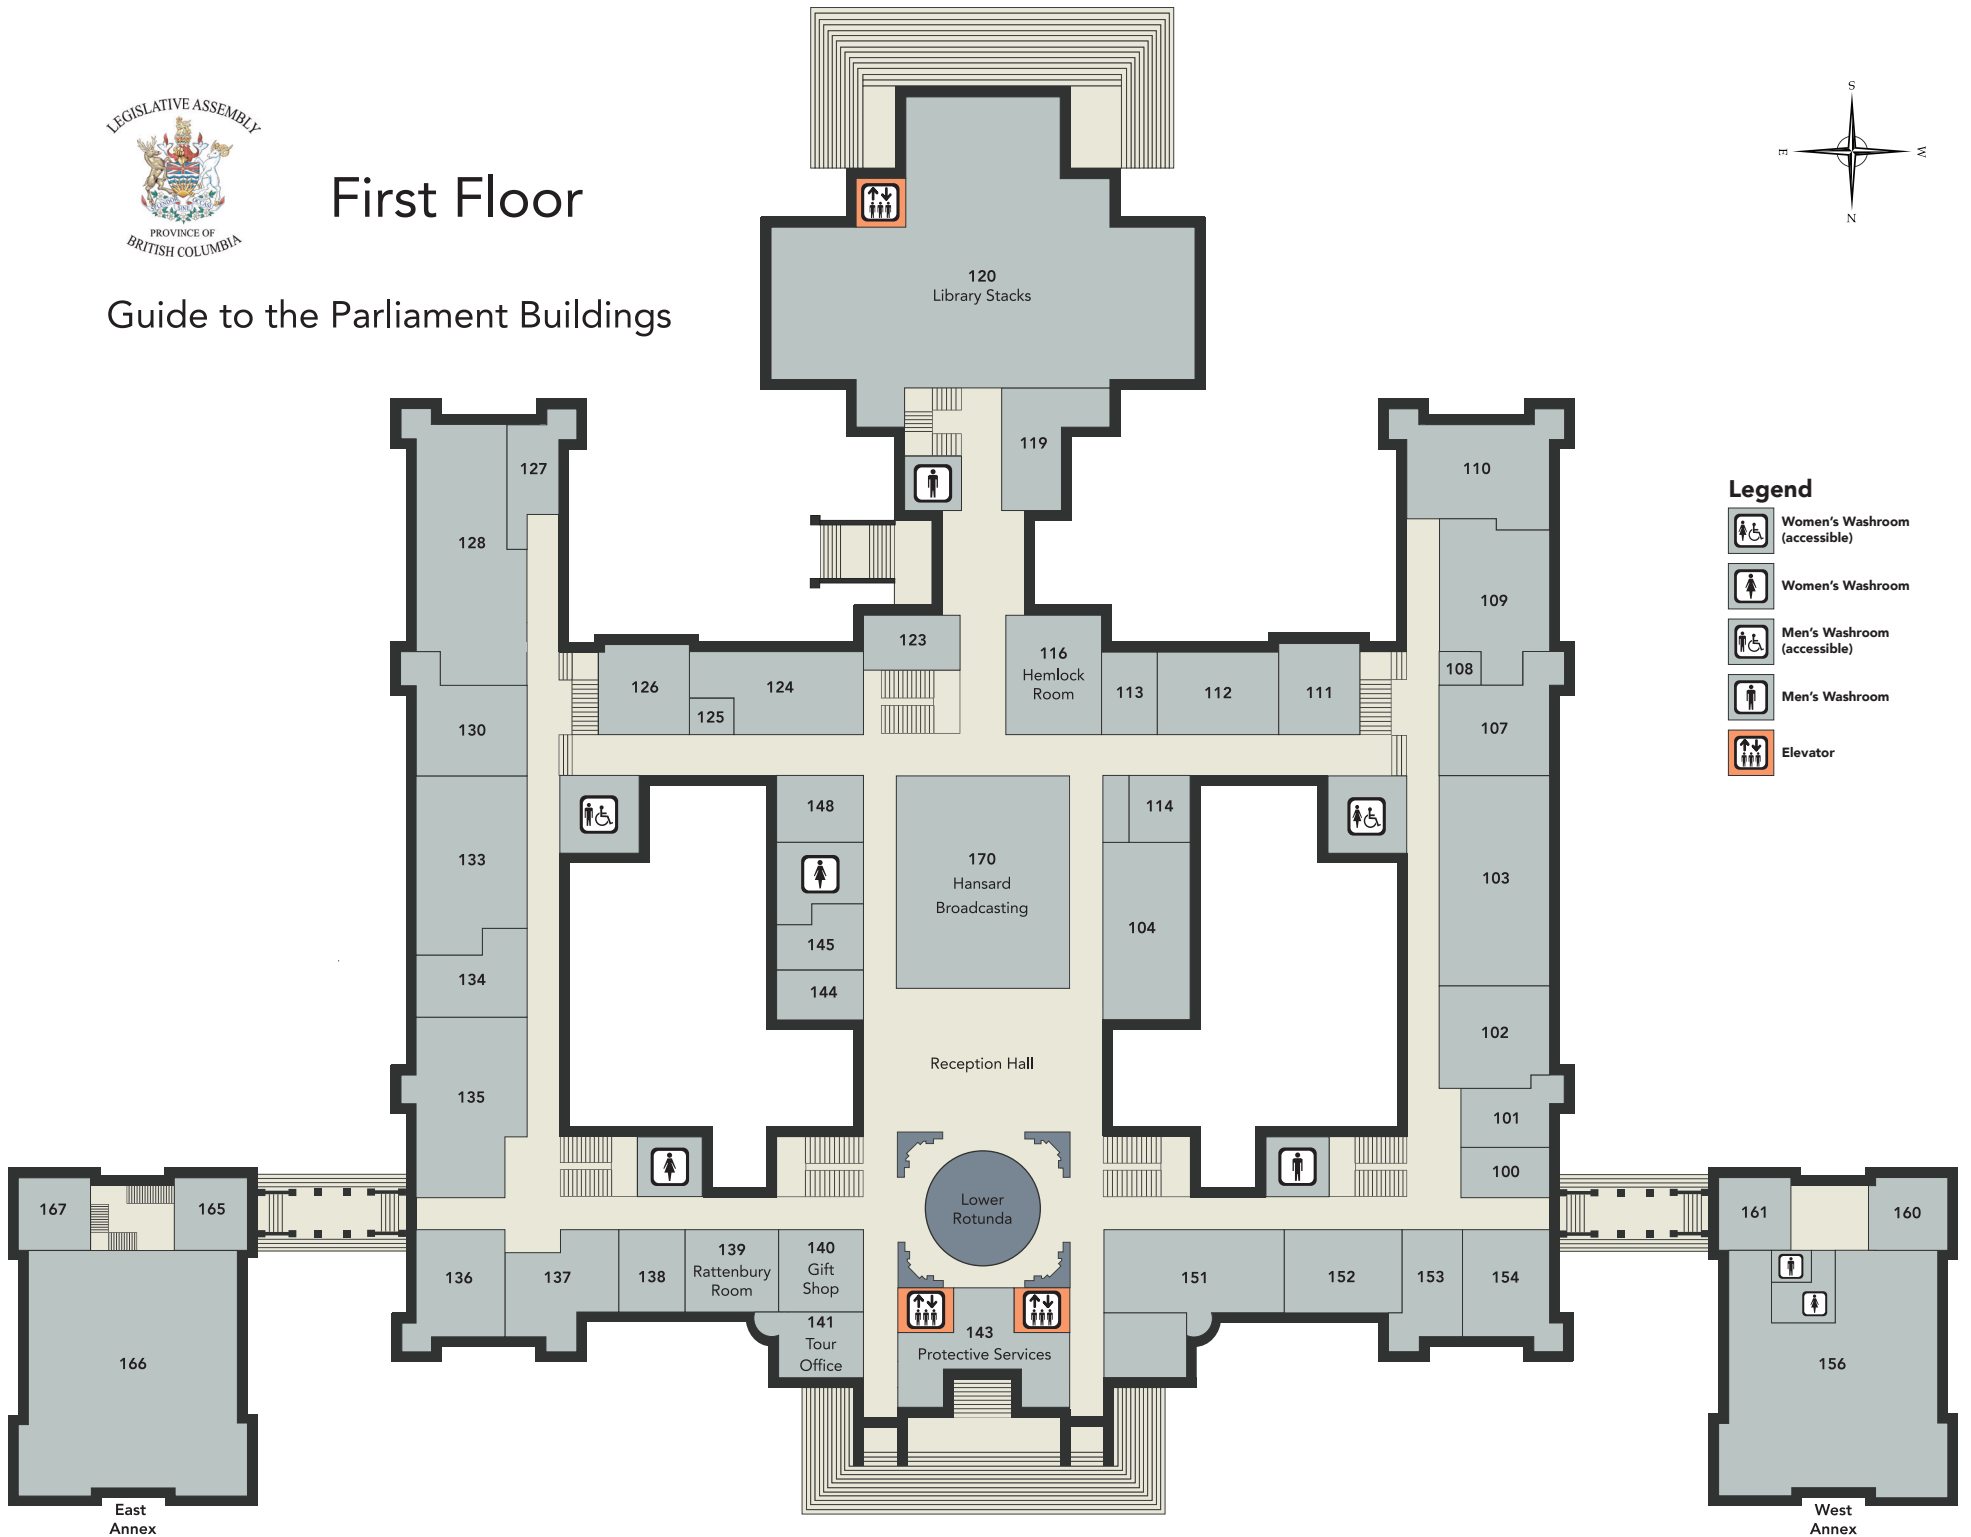 LEGISLATIVE ASSEMBLY
PROVINCE OF
BRITISH COLUMBIA
First Floor
Guide to the Parliament Buildings
S
E
W
N
120
Library Stacks
119
127
128
110
109
108
Legend
Women's Washroom
(accessible)
Women's Washroom
Men's Washroom
(accessible)
Men's Washroom
Elevator
123
116
Hemlock
Room
126
124
125
113
112
111
130
107
148
114
133
170
Hansard
Broadcasting
103
145
104
134
144
102
Reception Hall
135
101
100
Lower
Rotunda
167
165
161
160
136
137
138
139
Rattenbury
Room
140
Gift
Shop
141
Tour
Office
143
Protective Services
151
152
153
154
166
156
East
Annex
West
Annex